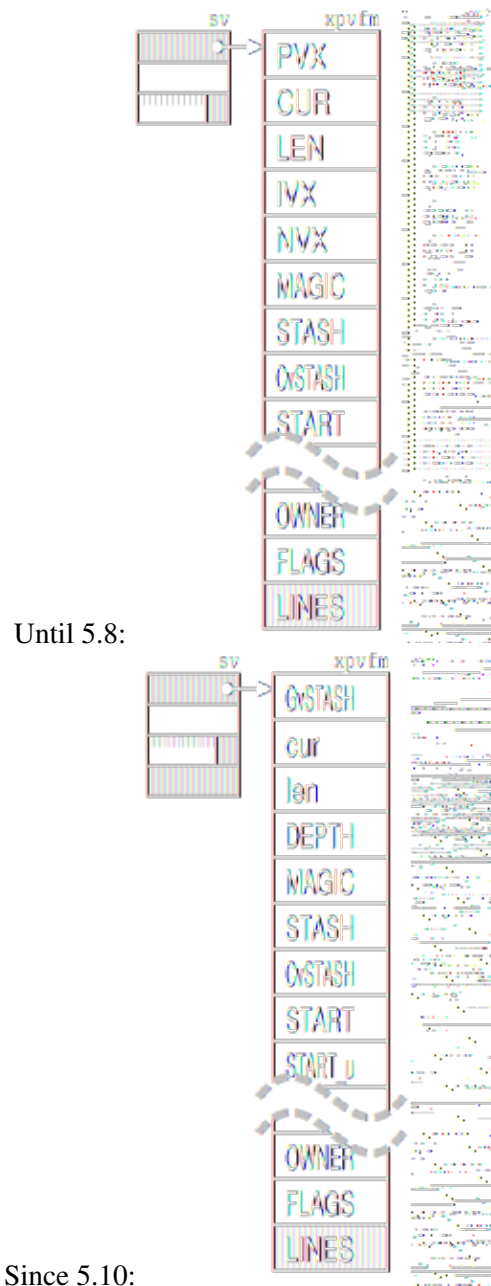 sv xpvfm
PVX
CUR
LEN
IVX
NVX
MAGIC
STASH
CvSTASH
START
OWNER
FLAGS
LINES
Until 5.8:
sv xpvfm
GvSTASH
cur
len
DEPTH
MAGIC
STASH
CvSTASH
START
START_u
OWNER
FLAGS
LINES
Since 5.10: